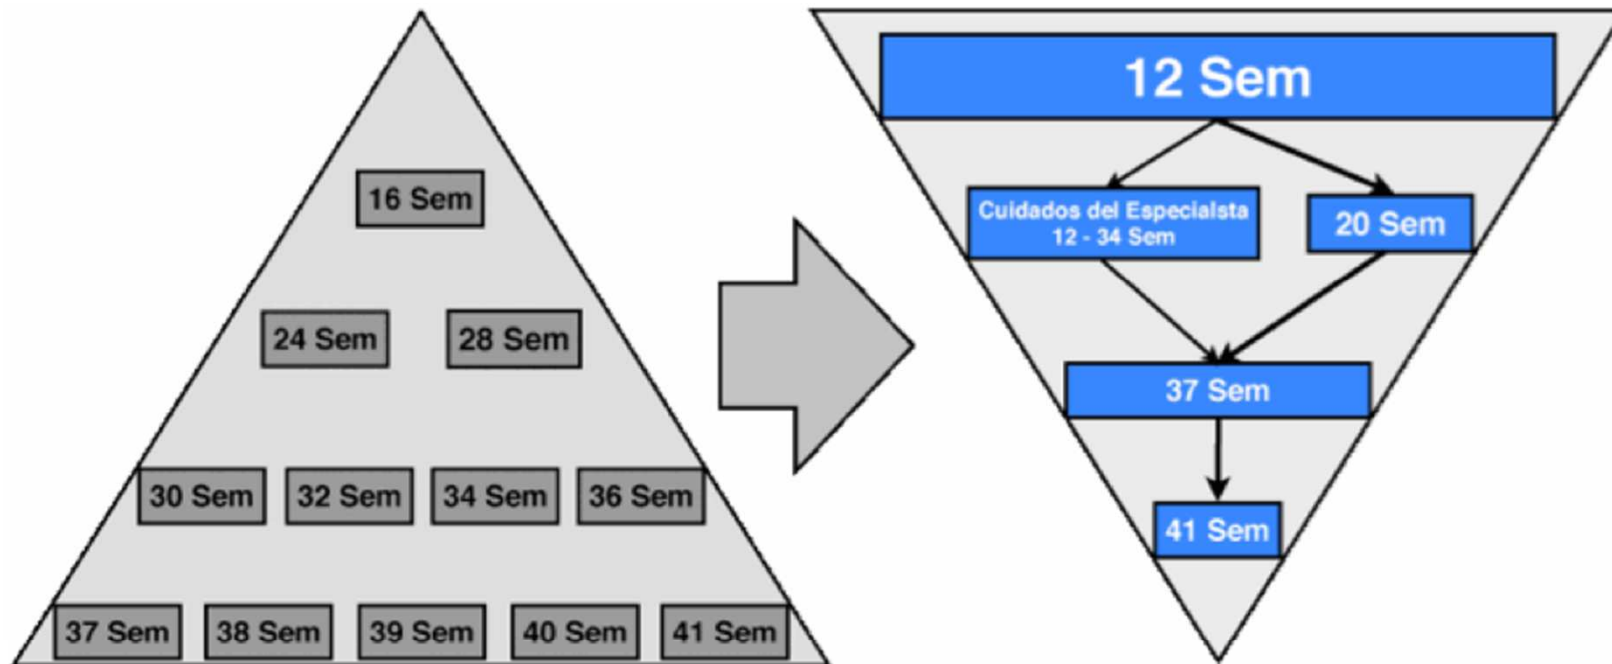 16 Sem
24 Sem
28 Sem
30 Sem
32 Sem
34 Sem
36 Sem
37 Sem
38 Sem
39 Sem
40 Sem
41 Sem
12 Sem
Cuidados del Especialsta
12 - 34 Sem
20 Sem
37 Sem
41 Sem